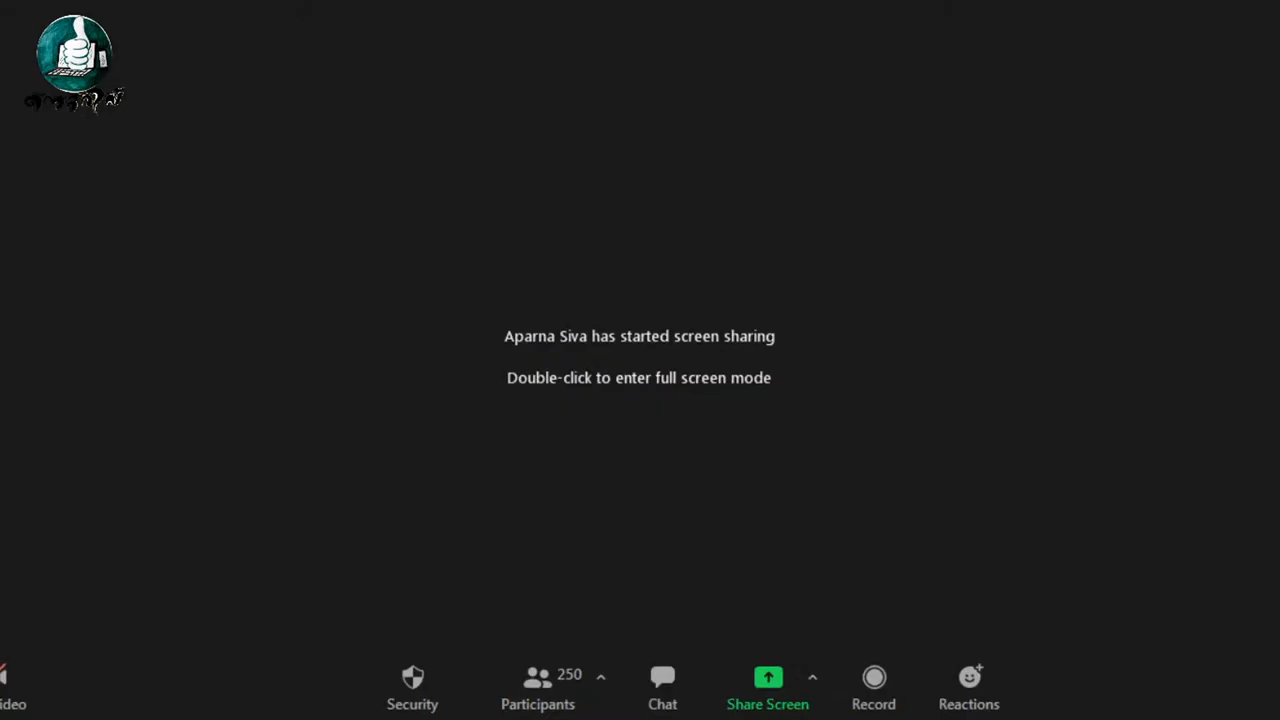 Aparna Siva has started screen sharing
Double-click to enter full screen mode
ideo
Security
Participants
250
Chat
Share Screen
Record
Reactions